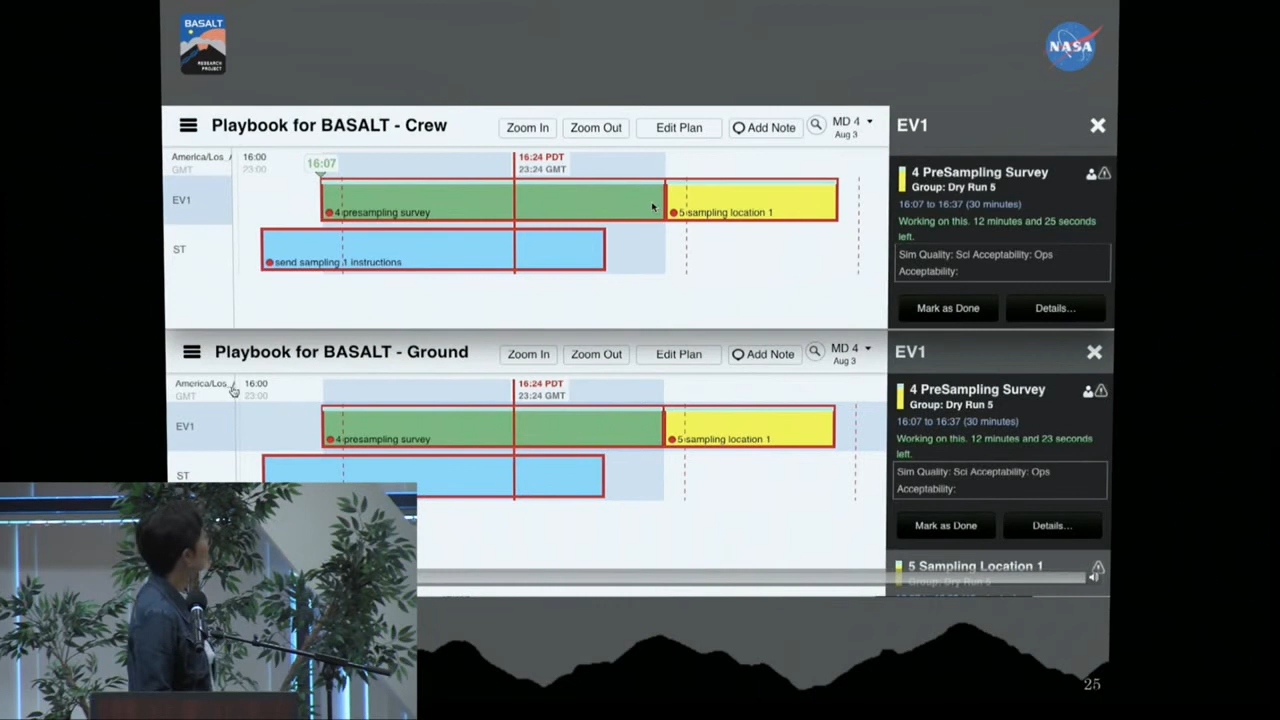 BASALT
RESEARCH
PROJECT
NASA
Playbook for BASALT - Crew
Zoom In
Zoom Out
Edit Plan
Add Note
MD 4
Aug 3
EV1
America/Los_
GMT
16:00
23:00
16:07
16:24 PDT
23:24 GMT
EV1
4 presampling survey
5 sampling location 1
ST
send sampling 1 instructions
4 PreSampling Survey
Group: Dry Run 5
16:07 to 16:37 (30 minutes)
Working on this. 12 minutes and 25 seconds
left.
Sim Quality: Sci Acceptability: Ops
Acceptability:
Mark as Done
Details...
Playbook for BASALT - Ground
Zoom In
Zoom Out
Edit Plan
Add Note
MD 4
Aug 3
EV1
America/Los_
GMT
16:00
23:00
16:24 PDT
23:24 GMT
EV1
4 presampling survey
5 sampling location 1
ST
4 PreSampling Survey
Group: Dry Run 5
16:07 to 16:37 (30 minutes)
Working on this. 12 minutes and 23 seconds
left.
Sim Quality: Sci Acceptability: Ops
Acceptability:
Mark as Done
Details...
5 Sampling Location 1
Group: Dry Run 5
25